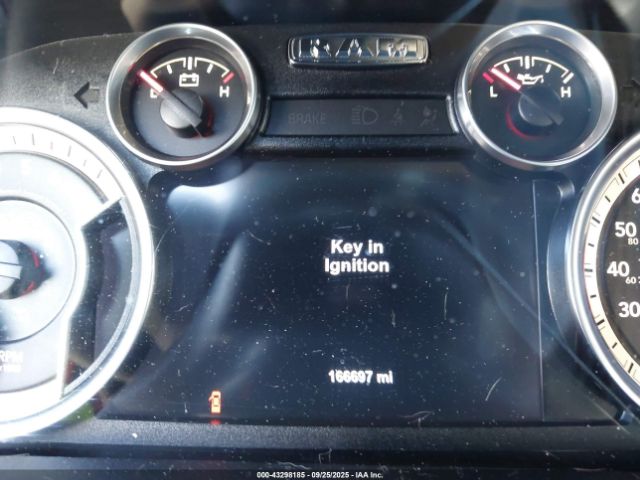 RAM
L H
L H
BRAKE
Key in
Ignition
166697 mi
6
50
80
40
60
30
RPM
000-43298185 - 09/25/2025 - IAA Inc.